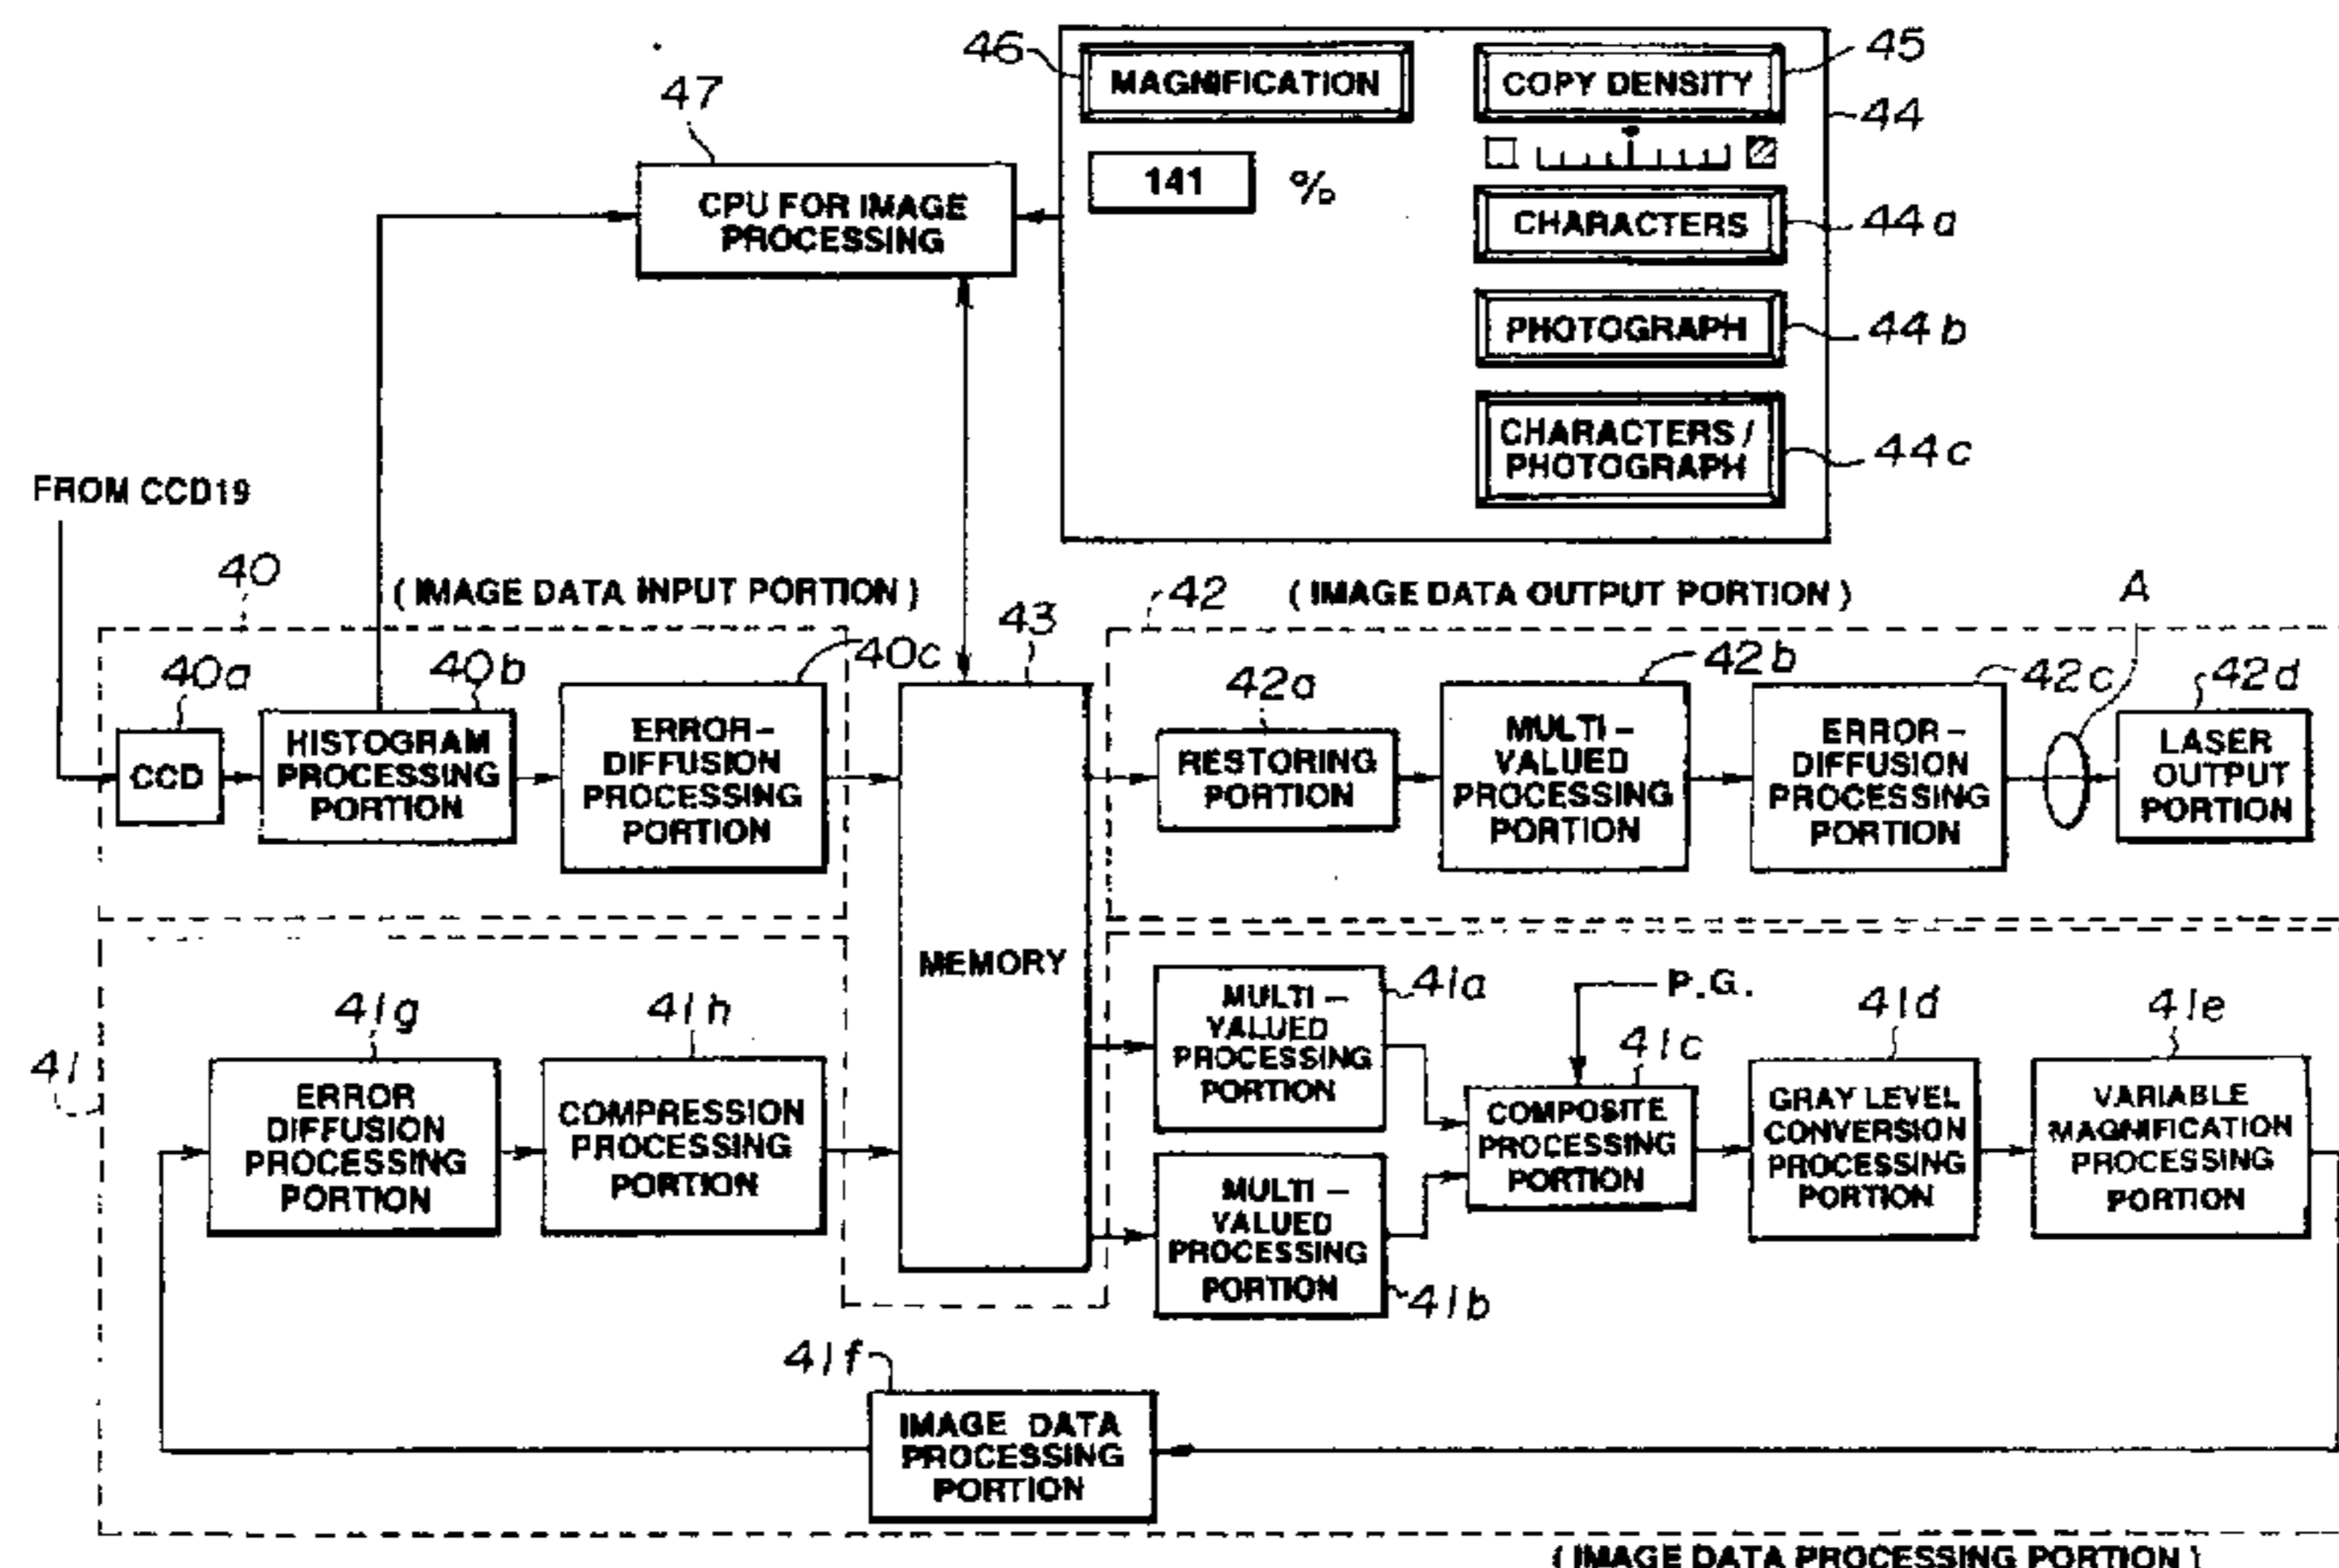 46
MAGNIFICATION
COPY DENSITY
45
44
47
CPU FOR IMAGE
PROCESSING
141
%
CHARACTERS
44a
PHOTOGRAPH
44b
CHARACTERS /
PHOTOGRAPH
44c
FROM CCD19
40
( IMAGE DATA INPUT PORTION )
43
42
( IMAGE DATA OUTPUT PORTION )
A
40a
CCD
40b
HISTOGRAM
PROCESSING
PORTION
40c
ERROR-
DIFFUSION
PROCESSING
PORTION
MEMORY
42a
RESTORING
PORTION
42b
MULTI -
VALUED
PROCESSING
PORTION
42c
ERROR -
DIFFUSION
PROCESSING
PORTION
42d
LASER
OUTPUT
PORTION
41
41g
ERROR
DIFFUSION
PROCESSING
PORTION
41h
COMPRESSION
PROCESSING
PORTION
41a
MULTI -
VALUED
PROCESSING
PORTION
41b
MULTI -
VALUED
PROCESSING
PORTION
P.G.
41c
COMPOSITE
PROCESSING
PORTION
41d
GRAY LEVEL
CONVERSION
PROCESSING
PORTION
41e
VARIABLE
MAGNIFICATION
PROCESSING
PORTION
41f
IMAGE DATA
PROCESSING
PORTION
( IMAGE DATA PROCESSING PORTION )